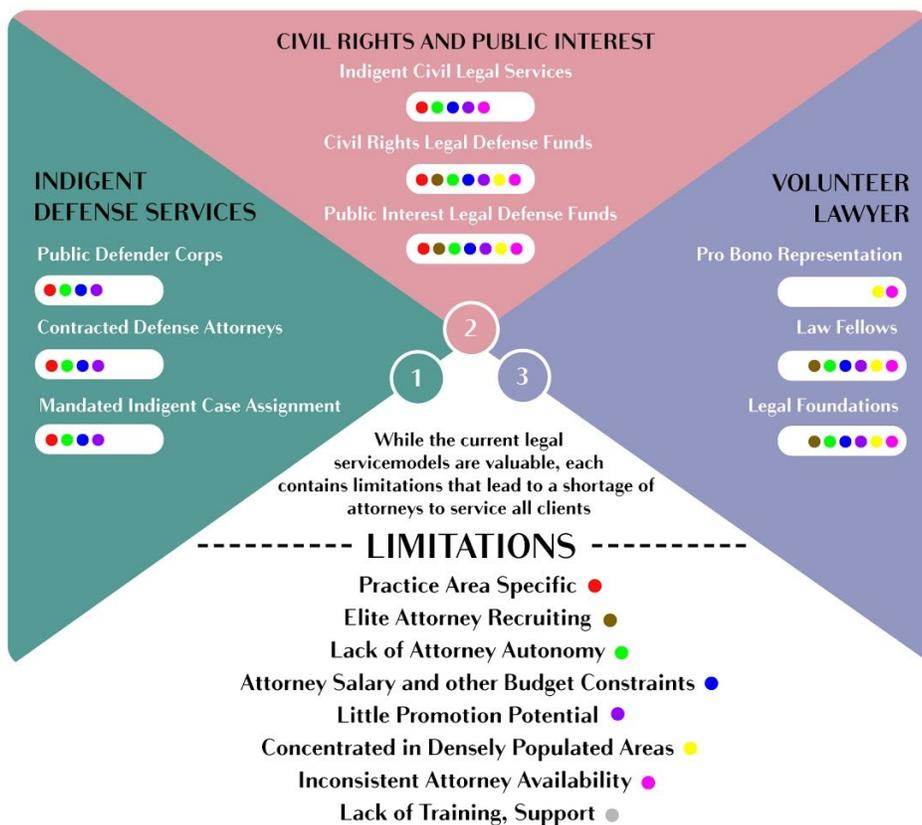 CIVIL RIGHTS AND PUBLIC INTEREST
Indigent Civil Legal Services
Civil Rights Legal Defense Funds
Public Interest Legal Defense Funds
INDIGENT
DEFENSE SERVICES
Public Defender Corps
Contracted Defense Attorneys
Mandated Indigent Case Assignment
VOLUNTEER
LAWYER
Pro Bono Representation
Law Fellows
Legal Foundations
2
1
3
While the current legal
servicemodels are valuable, each
contains limitations that lead to a shortage of
attorneys to service all clients
LIMITATIONS
Practice Area Specific
Elite Attorney Recruiting
Lack of Attorney Autonomy
Attorney Salary and other Budget Constraints
Little Promotion Potential
Concentrated in Densely Populated Areas
Inconsistent Attorney Availability
Lack of Training, Support